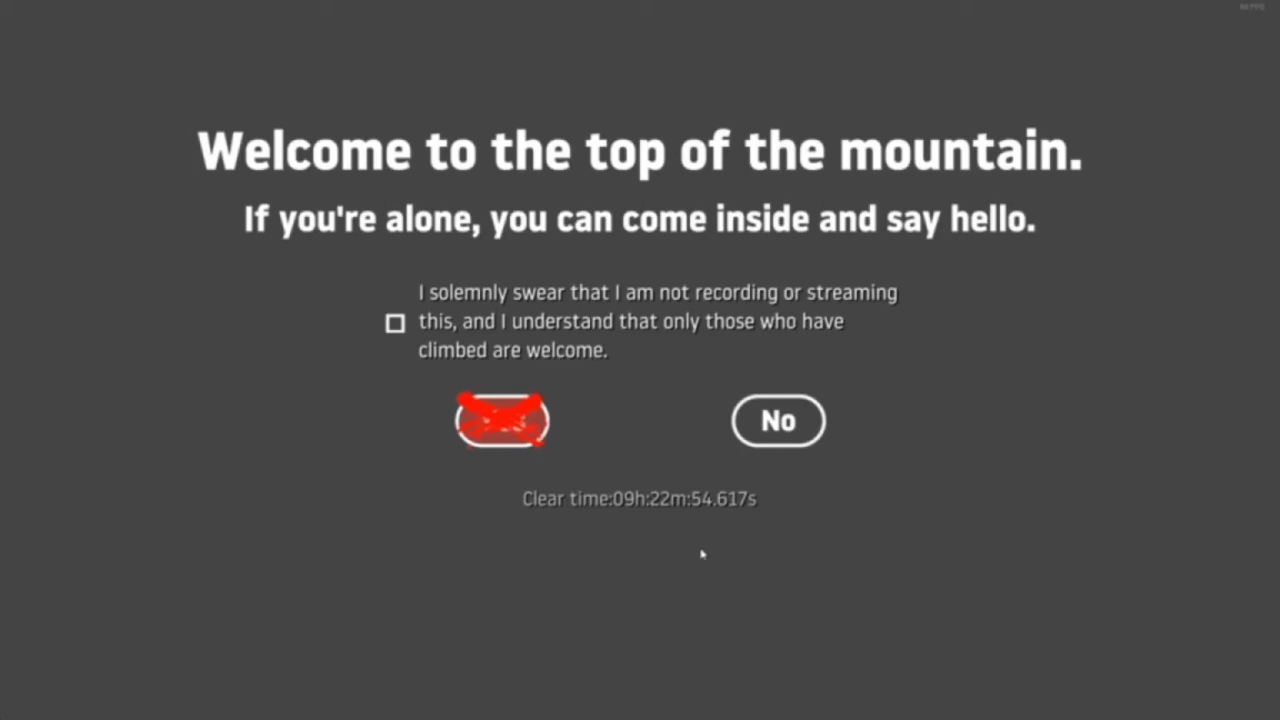 Welcome to the top of the mountain.
If you're alone, you can come inside and say hello.
I solemnly swear that I am not recording or streaming
this, and I understand that only those who have
climbed are welcome.
No
Clear time:09h:22m:54.617s